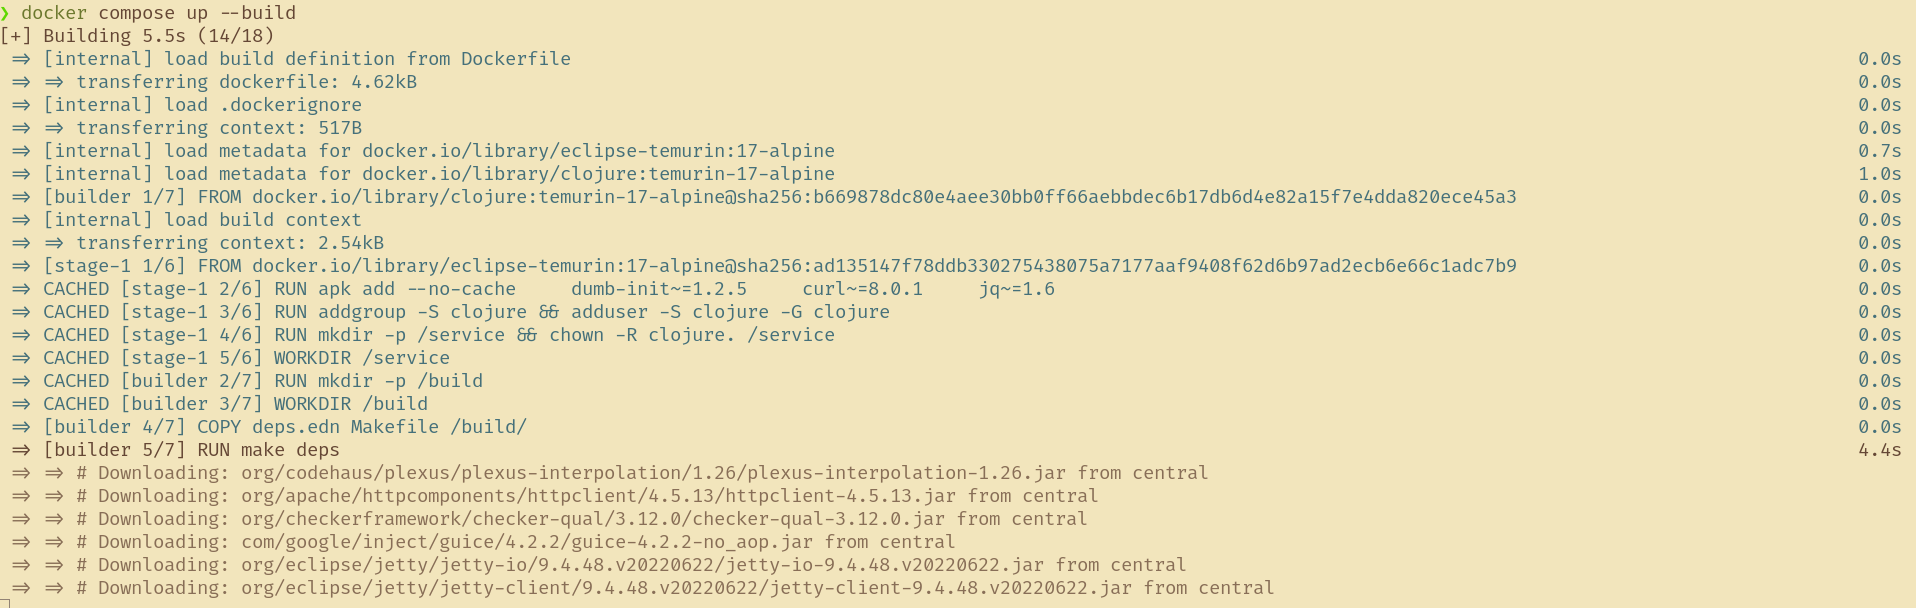 ❯ docker compose up --build
[+] Building 5.5s (14/18)
=> [internal] load build definition from Dockerfile 0.0s
=> => transferring dockerfile: 4.62kB 0.0s
=> [internal] load .dockerignore 0.0s
=> => transferring context: 517B 0.0s
=> [internal] load metadata for docker.io/library/eclipse-temurin:17-alpine 0.7s
=> [internal] load metadata for docker.io/library/clojure:temurin-17-alpine 1.0s
=> [builder 1/7] FROM docker.io/library/clojure:temurin-17-alpine@sha256:b669878dc80e4aee30bb0ff66aebbdec6b17db6d4e82a15f7e4dda820ece45a3 0.0s
=> [internal] load build context 0.0s
=> => transferring context: 2.54kB 0.0s
=> [stage-1 1/6] FROM docker.io/library/eclipse-temurin:17-alpine@sha256:ad135147f78ddb330275438075a7177aaf9408f62d6b97ad2ecb6e66c1adc7b9 0.0s
=> CACHED [stage-1 2/6] RUN apk add --no-cache     dumb-init~=1.2.5     curl~=8.0.1     jq~=1.6 0.0s
=> CACHED [stage-1 3/6] RUN addgroup -S clojure && adduser -S clojure -G clojure 0.0s
=> CACHED [stage-1 4/6] RUN mkdir -p /service && chown -R clojure. /service 0.0s
=> CACHED [stage-1 5/6] WORKDIR /service 0.0s
=> CACHED [builder 2/7] RUN mkdir -p /build 0.0s
=> CACHED [builder 3/7] WORKDIR /build 0.0s
=> [builder 4/7] COPY deps.edn Makefile /build/ 0.0s
=> [builder 5/7] RUN make deps 4.4s
=> => # Downloading: org/codehaus/plexus/plexus-interpolation/1.26/plexus-interpolation-1.26.jar from central
=> => # Downloading: org/apache/httpcomponents/httpclient/4.5.13/httpclient-4.5.13.jar from central
=> => # Downloading: org/checkerframework/checker-qual/3.12.0/checker-qual-3.12.0.jar from central
=> => # Downloading: com/google/inject/guice/4.2.2/guice-4.2.2-no_aop.jar from central
=> => # Downloading: org/eclipse/jetty/jetty-io/9.4.48.v20220622/jetty-io-9.4.48.v20220622.jar from central
=> => # Downloading: org/eclipse/jetty/jetty-client/9.4.48.v20220622/jetty-client-9.4.48.v20220622.jar from central